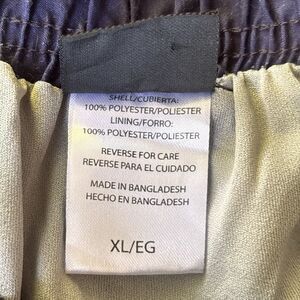 SHELL/CUBIERTA:
100% POLYESTER/POLIESTER
LINING/FORRO:
100% POLYESTER/POLIESTER
REVERSE FOR CARE
REVERSE PARA EL CUIDADO
MADE IN BANGLADESH
HECHO EN BANGLADESH
XL/EG